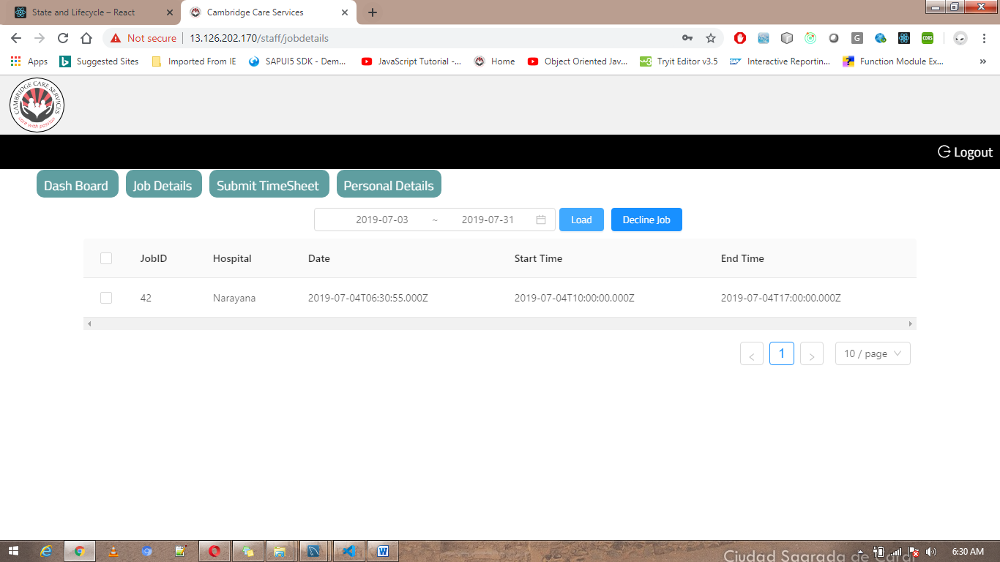 State and Lifecycle – React
Cambridge Care Services
Not secure
13.126.202.170/staff/jobdetails
G
CORS
Apps
Suggested Sites
Imported From IE
SAPUI5 SDK - Dem...
JavaScript Tutorial -...
Home
Object Oriented Jav...
Tryit Editor v3.5
Interactive Reportin...
Function Module Ex...
CAMBRIDGE CARE SERVICES
care with passion
Logout
Dash Board
Job Details
Submit TimeSheet
Personal Details
2019-07-03 ~ 2019-07-31
Load
Decline Job
JobID Hospital Date Start Time End Time
42 Narayana 2019-07-04T06:30:55.000Z 2019-07-04T10:00:00.000Z 2019-07-04T17:00:00.000Z
1
10 / page
Ciudad Sagrada de Caral
6:30 AM